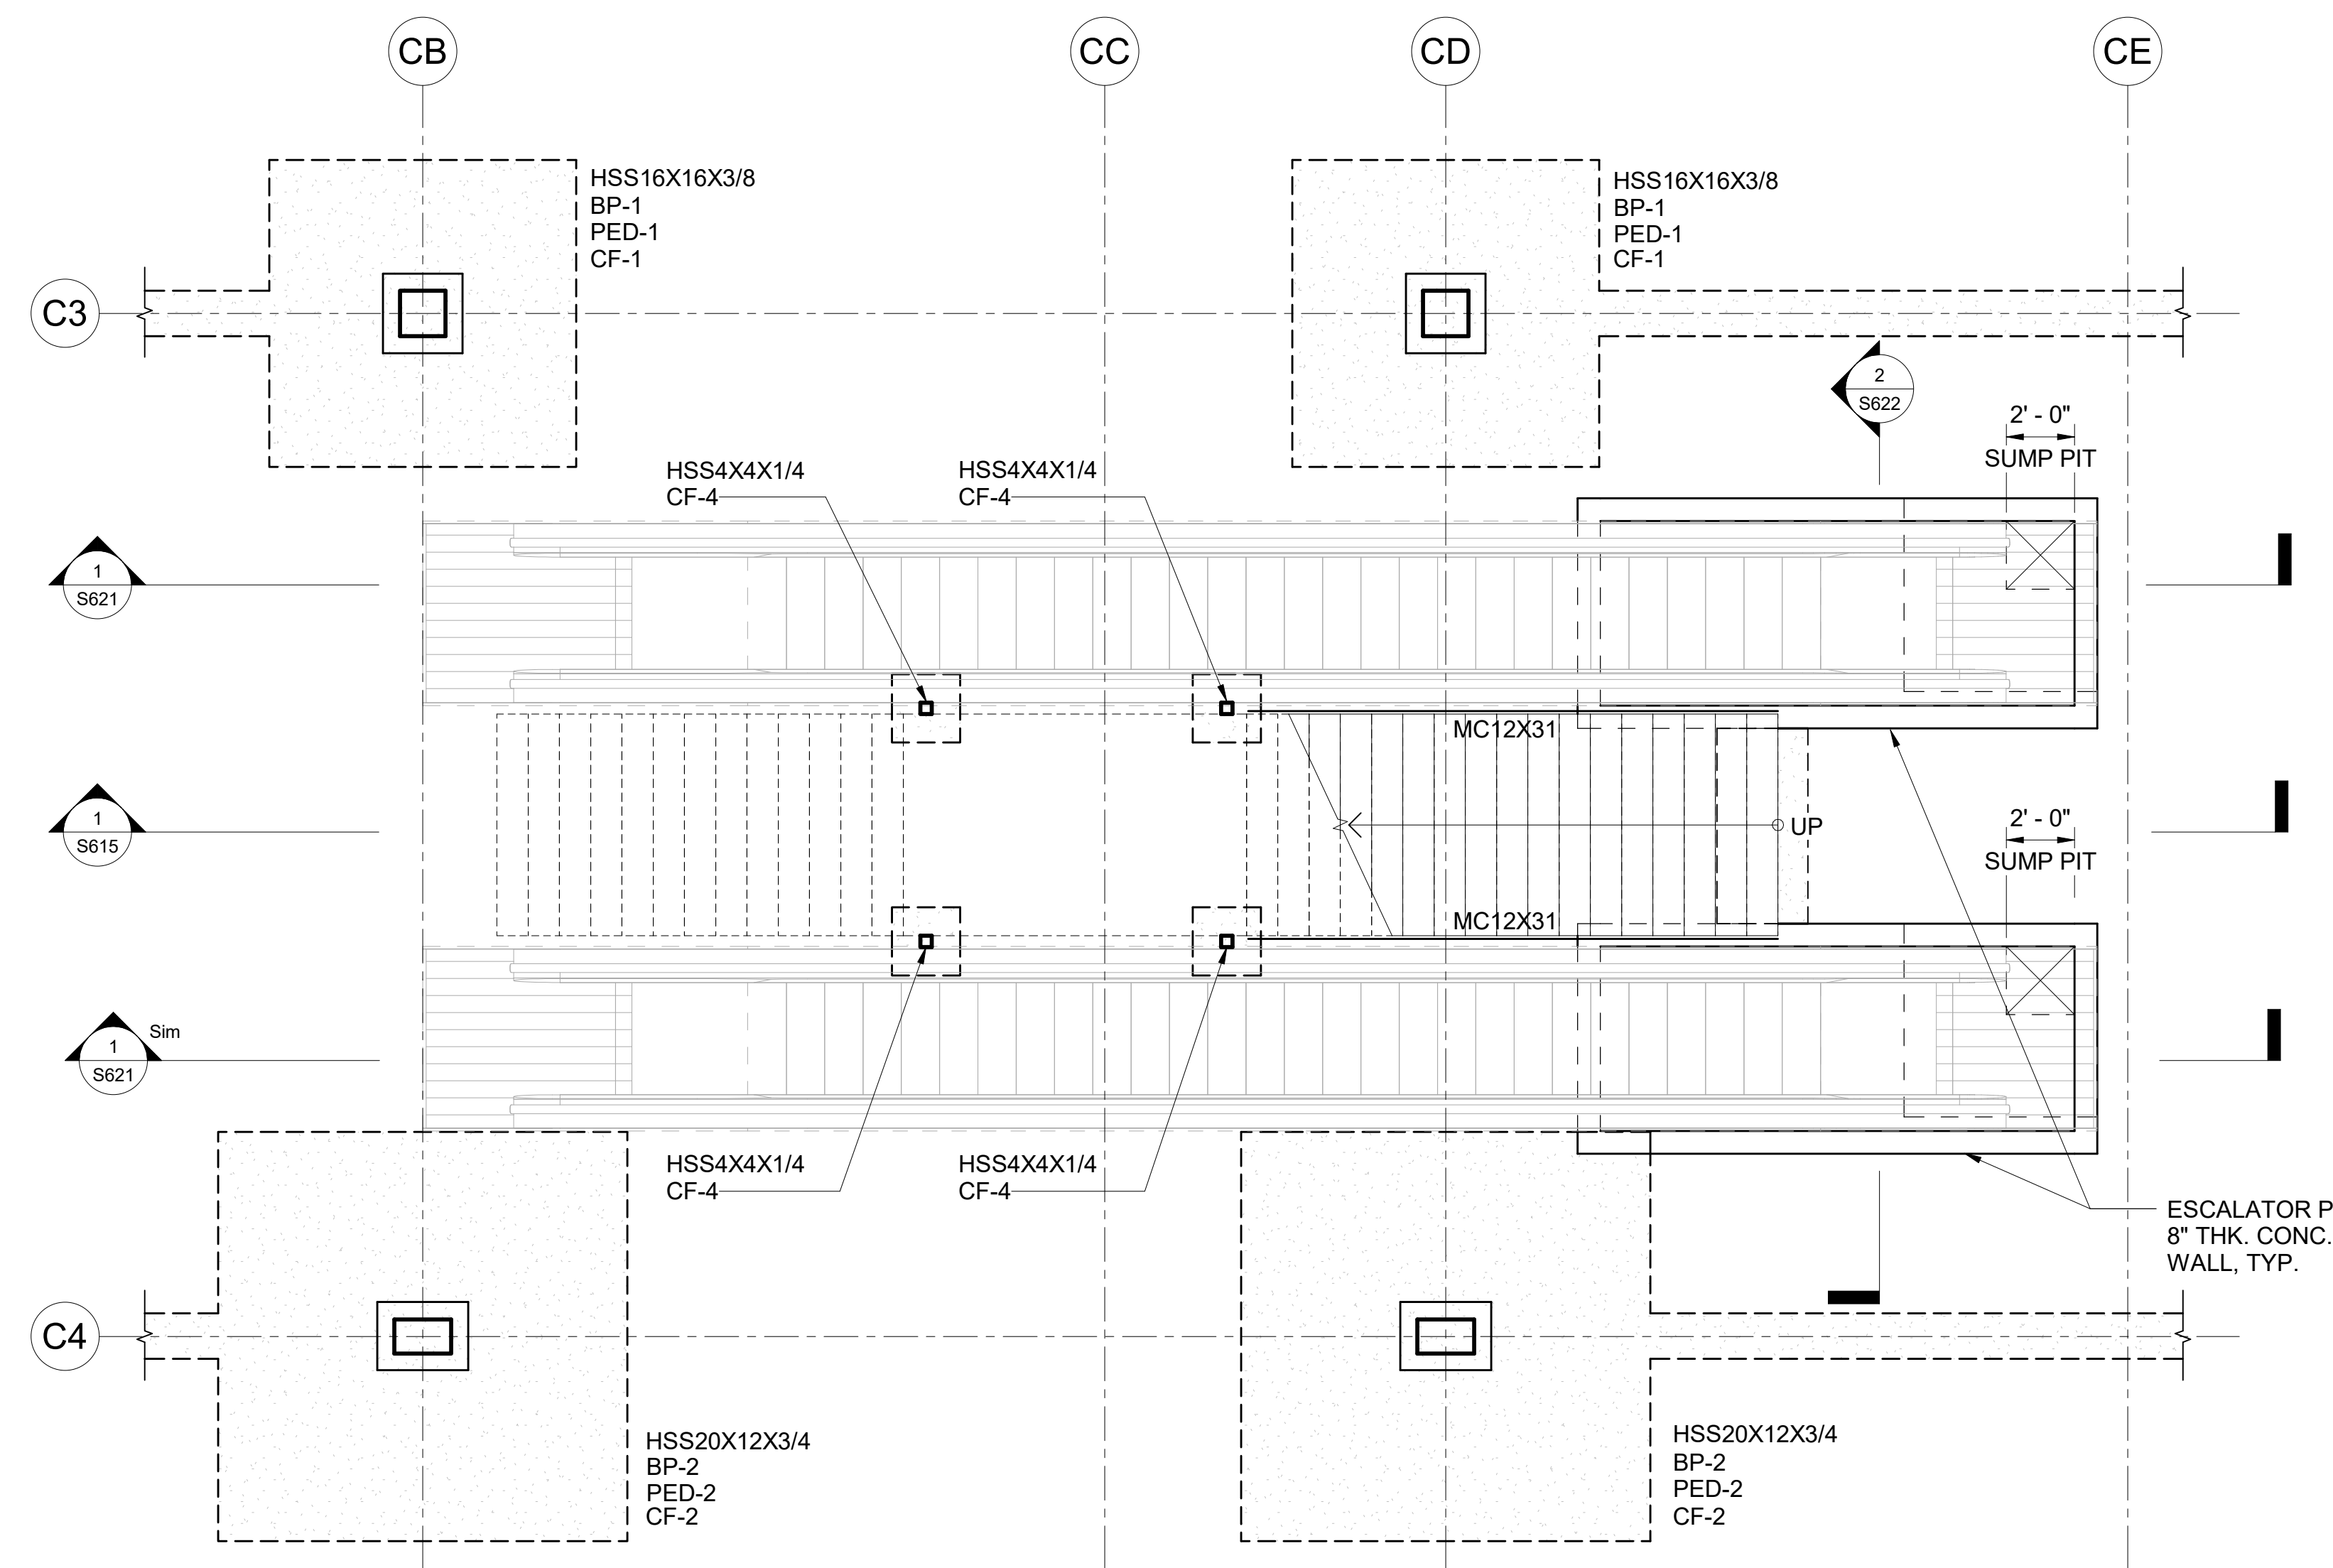 CB
CC
CD
CE
HSS16X16X3/8
BP-1
PED-1
CF-1
HSS16X16X3/8
BP-1
PED-1
CF-1
C3
2
S622
2' - 0"
SUMP PIT
HSS4X4X1/4
CF-4
HSS4X4X1/4
CF-4
1
S621
MC12X31
1
S615
UP
2' - 0"
SUMP PIT
MC12X31
1
S621
Sim
HSS4X4X1/4
CF-4
HSS4X4X1/4
CF-4
ESCALATOR P
8" THK. CONC.
WALL, TYP.
C4
HSS20X12X3/4
BP-2
PED-2
CF-2
HSS20X12X3/4
BP-2
PED-2
CF-2